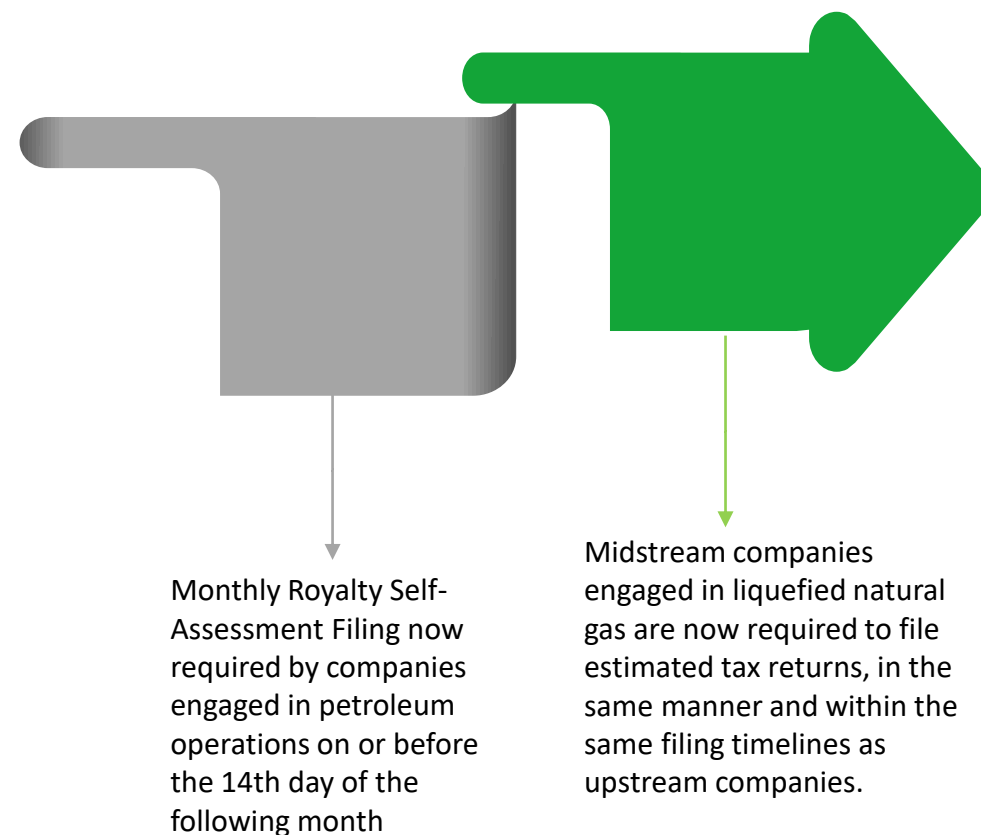 Monthly Royalty Self-
Assessment Filing now
required by companies
engaged in petroleum
operations on or before
the 14th day of the
following month
Midstream companies
engaged in liquefied natural
gas are now required to file
estimated tax returns, in the
same manner and within the
same filing timelines as
upstream companies.